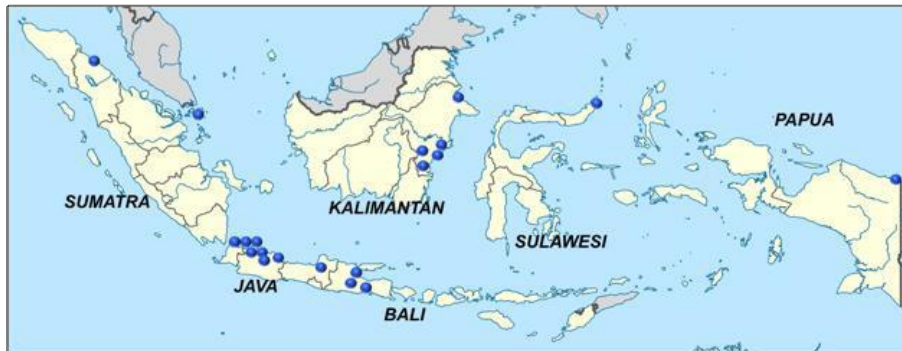 PAPUA
SUMATRA
KALIMANTAN
SULAWESI
JAVA
BALI